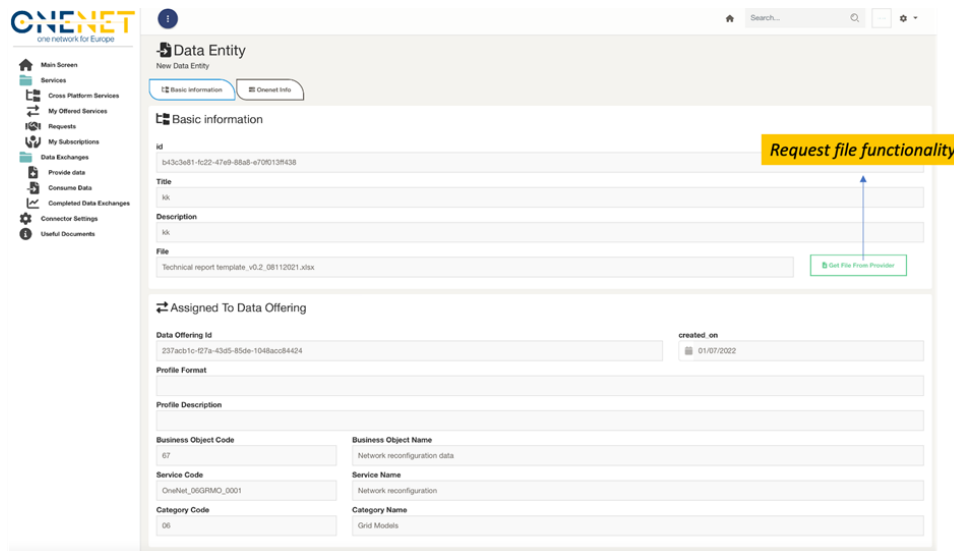 ONENET
one network for Europe
Search...
Main Screen
Services
Cross Platform Services
My Offered Services
Requests
My Subscriptions
Data Exchanges
Provide data
Consume Data
Completed Data Exchanges
Connector Settings
Useful Documents
Data Entity
New Data Entity
Basic information
Onenet Info
Basic information
Request file functionality
id
b43c3e81-fc22-47e9-88a8-e70f013ff438
Title
kk
Description
kk
File
Technical report template_v0.2_08112021.xlsx
Get File From Provider
Assigned To Data Offering
Data Offering Id
created_on
237acb1c-f27a-43d5-85de-1048acc84424
01/07/2022
Profile Format
Profile Description
Business Object Code
Business Object Name
67
Network reconfiguration data
Service Code
Service Name
OneNet_06GRMO_0001
Network reconfiguration
Category Code
Category Name
06
Grid Models